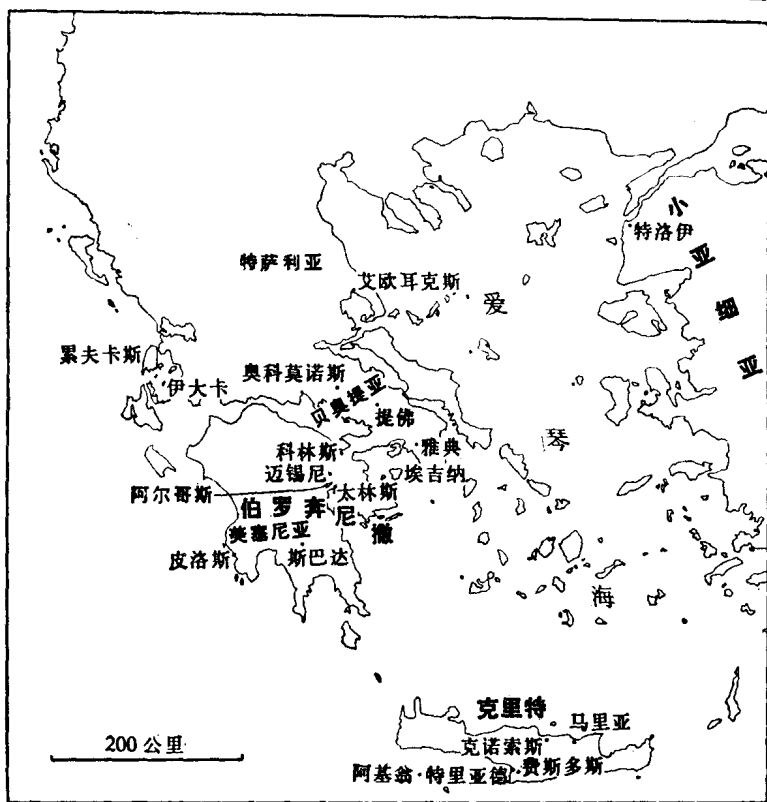 小亚细亚
特洛伊
特萨利亚
艾欧耳克斯
爱琴海
累夫卡斯
伊大卡
奥科莫诺斯
贝奥提亚
提佛
科林斯
雅典
迈锡尼
埃吉纳
阿尔哥斯
太林斯
伯罗奔尼撒
美塞尼亚
皮洛斯
斯巴达
克里特
马里亚
克诺索斯
阿基翁·特里亚德
费斯多斯
200公里